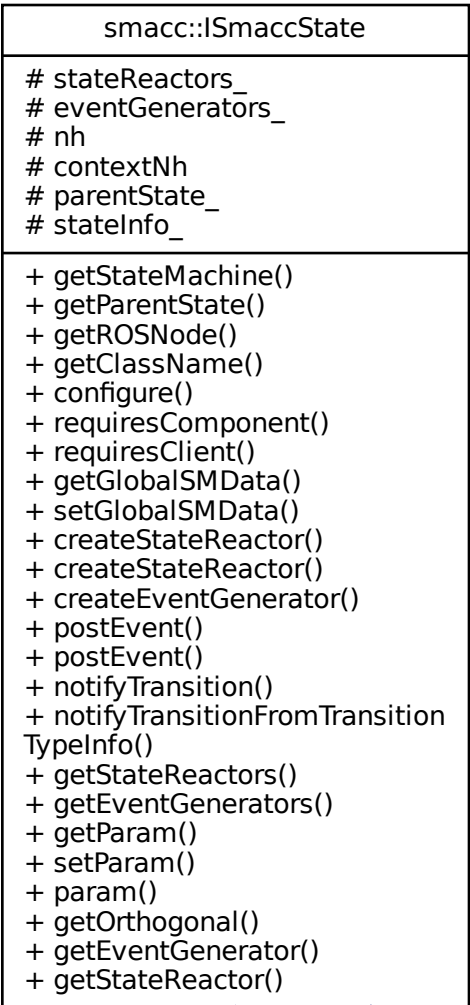 smacc::ISmaccState
# stateReactors_
# eventGenerators_
# nh
# contextNh
# parentState_
# stateInfo_
+ getStateMachine()
+ getParentState()
+ getROSNode()
+ getClassName()
+ configure()
+ requiresComponent()
+ requiresClient()
+ getGlobalSMData()
+ setGlobalSMData()
+ createStateReactor()
+ createStateReactor()
+ createEventGenerator()
+ postEvent()
+ postEvent()
+ notifyTransition()
+ notifyTransitionFromTransition
TypeInfo()
+ getStateReactors()
+ getEventGenerators()
+ getParam()
+ setParam()
+ param()
+ getOrthogonal()
+ getEventGenerator()
+ getStateReactor()